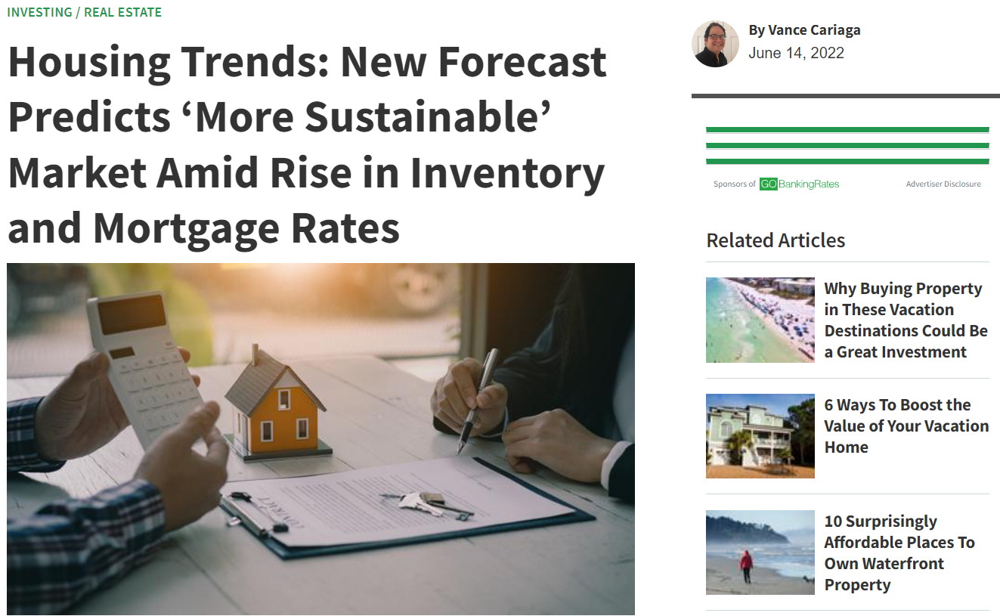 INVESTING / REAL ESTATE
Housing Trends: New Forecast
Predicts ‘More Sustainable’
Market Amid Rise in Inventory
and Mortgage Rates
CONTRACT
By Vance Cariaga
June 14, 2022
Sponsors of GOBankingRates
Advertiser Disclosure
Related Articles
Why Buying Property
in These Vacation
Destinations Could Be
a Great Investment
6 Ways To Boost the
Value of Your Vacation
Home
10 Surprisingly
Affordable Places To
Own Waterfront
Property